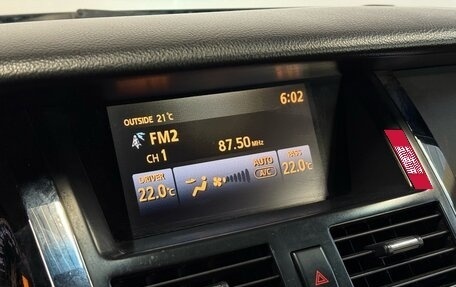 6:02
OUTSIDE 21°C
FM2
CH 1 87.50 MHz
DRIVER AUTO PASS
22.0°C A/C 22.0°C